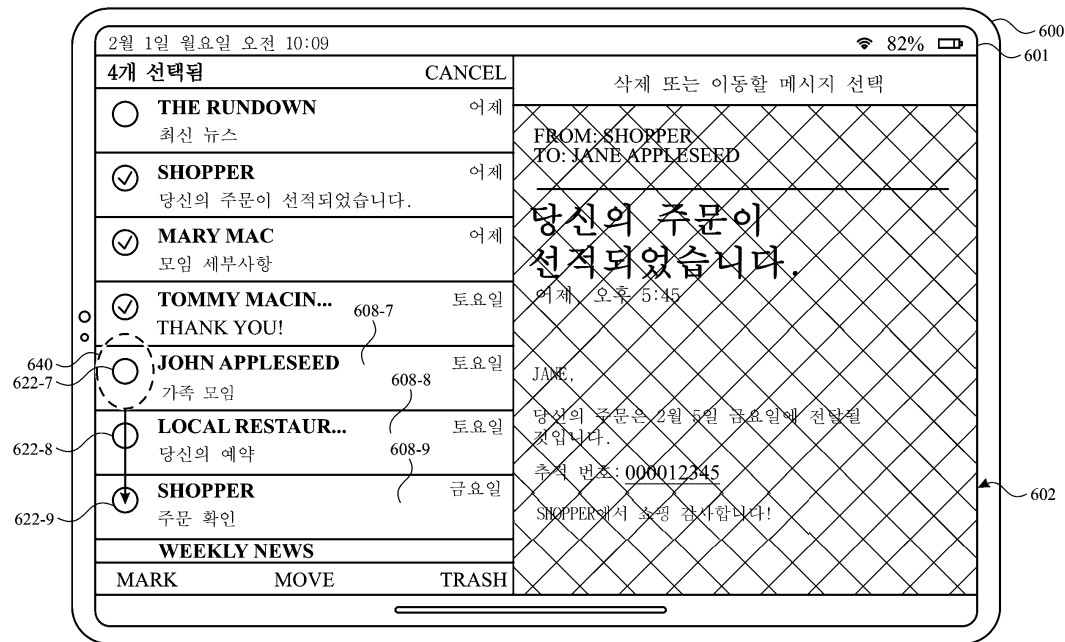 2월 1일 월요일 오전 10:09
82%
600
601
4개 선택됨 CANCEL
삭제 또는 이동할 메시지 선택
THE RUNDOWN 어제
최신 뉴스
SHOPPER 어제
당신의 주문이 선적되었습니다.
MARY MAC 어제
모임 세부사항
TOMMY MACIN... 토요일
THANK YOU!
608-7
640
622-7
JOHN APPLESEED 토요일
가족 모임
608-8
622-8
LOCAL RESTAUR... 토요일
당신의 예약
608-9
622-9
SHOPPER 금요일
주문 확인
WEEKLY NEWS
MARK MOVE TRASH
FROM: SHOPPER
TO: JANE APPLESEED
당신의 주문이
선적되었습니다.
어제, 오후 5:45
JANE,
당신의 주문은 2월 5일 금요일에 전달될
것입니다.
추적 번호: 000012345
SHOPPER에서 쇼핑 감사합니다!
602